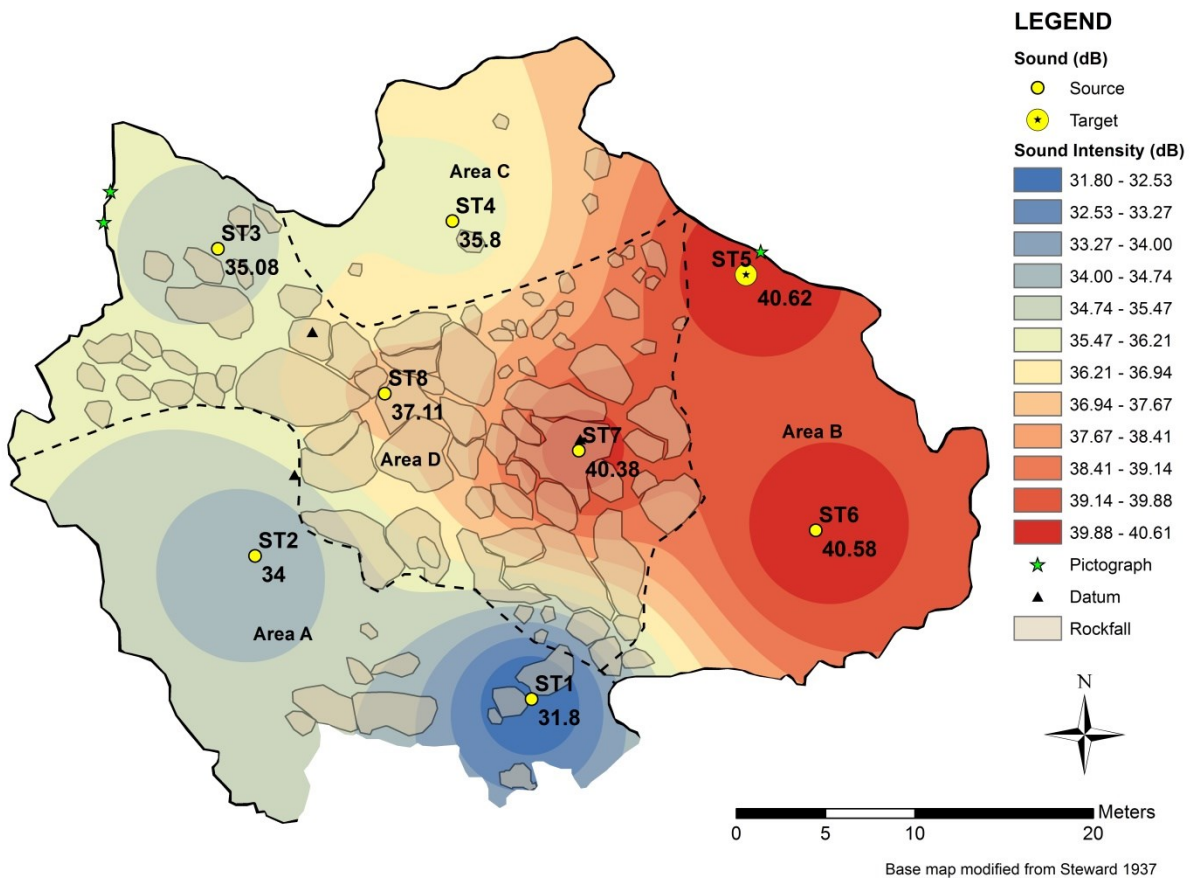 LEGEND
Sound (dB)
Source
Target
Sound Intensity (dB)
31.80 - 32.53
32.53 - 33.27
33.27 - 34.00
34.00 - 34.74
34.74 - 35.47
35.47 - 36.21
36.21 - 36.94
36.94 - 37.67
37.67 - 38.41
38.41 - 39.14
39.14 - 39.88
39.88 - 40.61
Pictograph
Datum
Rockfall
Area C
ST4
35.8
ST3
35.08
ST5
40.62
ST8
37.11
Area D
ST7
40.38
Area B
ST6
40.58
ST2
34
Area A
ST1
31.8
N
Meters
0 5 10 20
Base map modified from Steward 1937